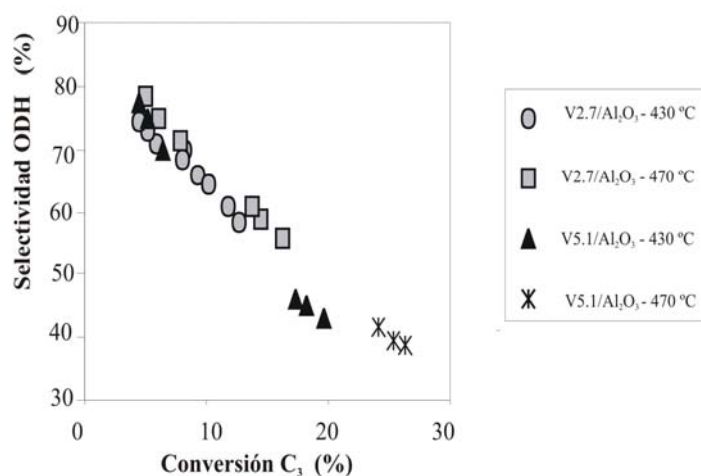 90
80
70
60
50
40
30
0
10
20
30
Selectividad ODH (%)
Conversión C₃ (%)
V2.7/Al₂O₃ - 430 ºC
V2.7/Al₂O₃ - 470 ºC
V5.1/Al₂O₃ - 430 ºC
V5.1/Al₂O₃ - 470 ºC